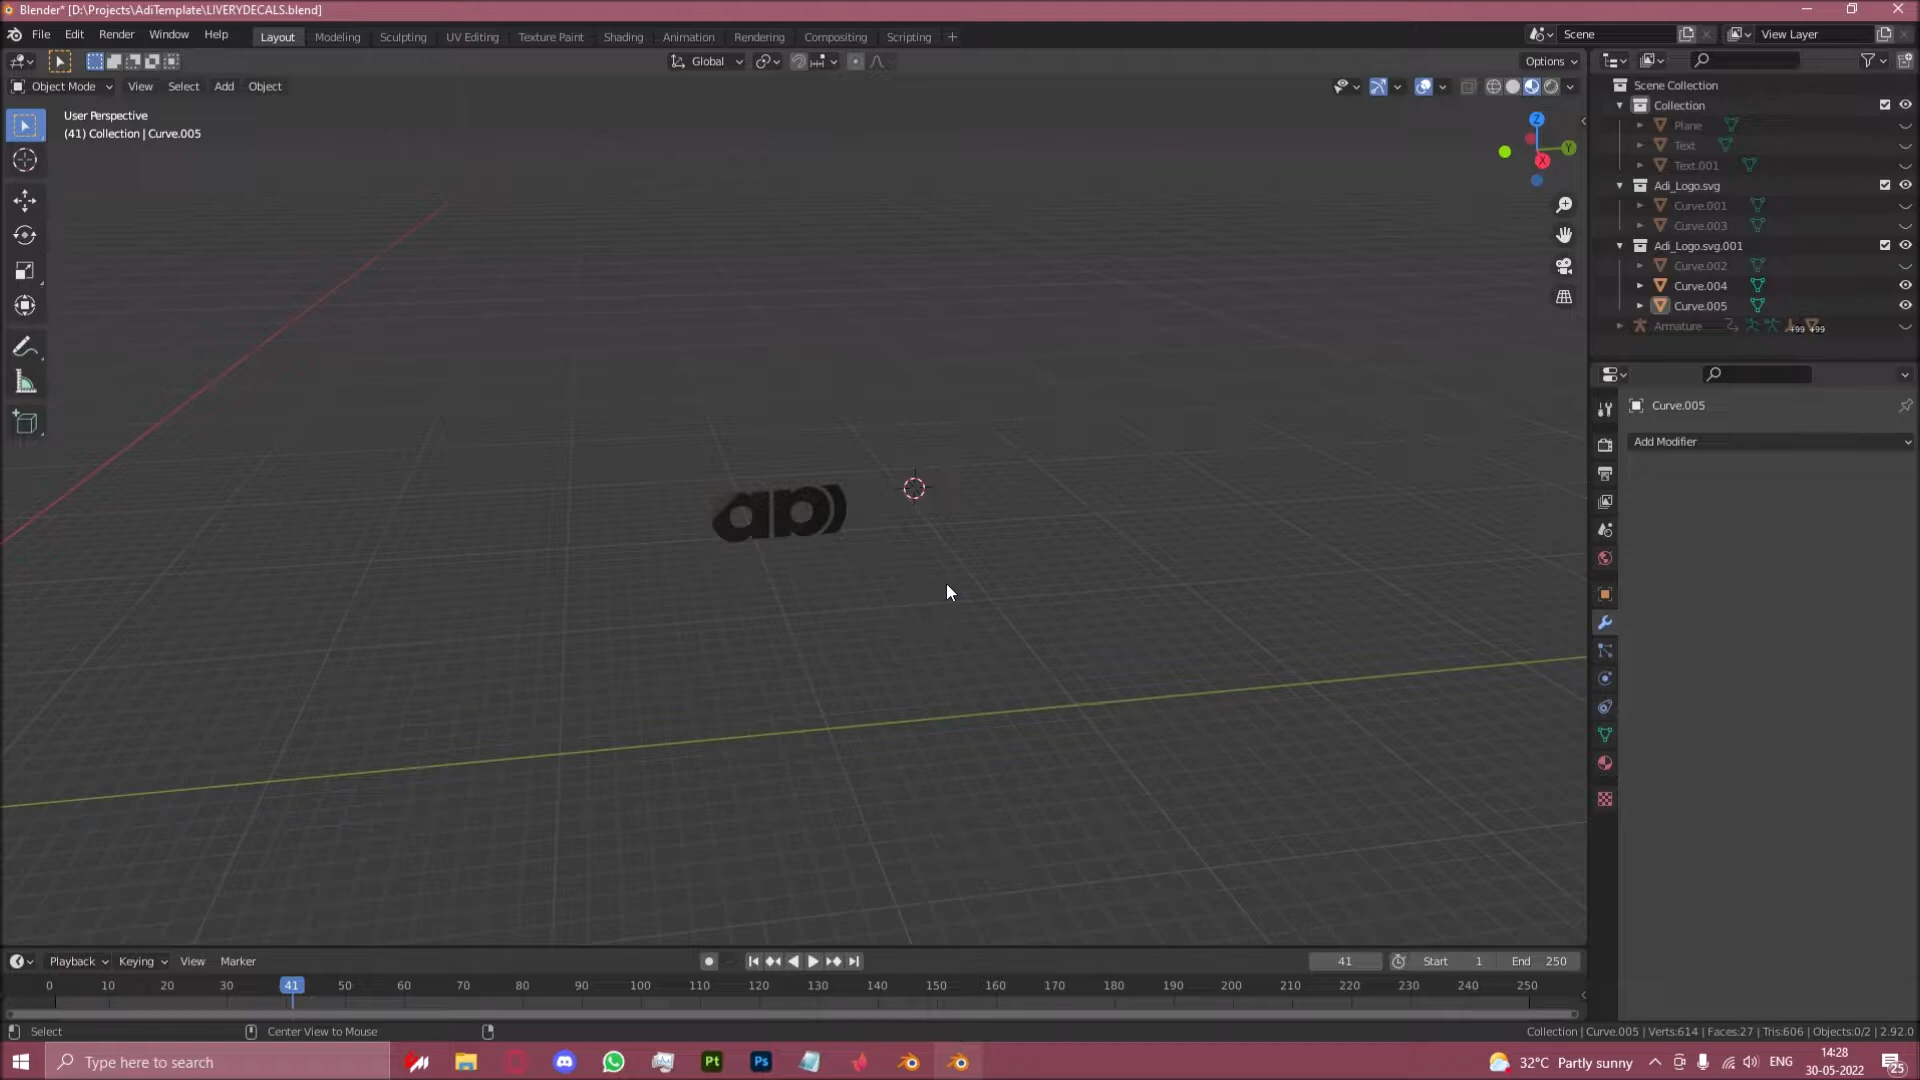 Blender* [D:\Projects\AdiTemplate\LIVERYDECALS.blend]
File Edit Render Window Help
Layout Modeling Sculpting UV Editing Texture Paint Shading Animation Rendering Compositing Scripting +
Scene
View Layer
Global
Options
Object Mode View Select Add Object
User Perspective
(41) Collection | Curve.005
Z
Y
X
Scene Collection
Collection
Plane
Text
Text.001
Adi_Logo.svg
Curve.001
Curve.003
Adi_Logo.svg.001
Curve.002
Curve.004
Curve.005
Armature +99 +99
Curve.005
Add Modifier
Playback Keying View Marker
41 Start 1 End 250
0 10 20 30 41 50 60 70 80 90 100 110 120 130 140 150 160 170 180 190 200 210 220 230 240 250
Select Center View to Mouse
Collection | Curve.005 | Verts:614 | Faces:27 | Tris:606 | Objects:0/2 | 2.92.0
Type here to search
Pt Ps
32°C Partly sunny
ENG
14:28
30-05-2022
25